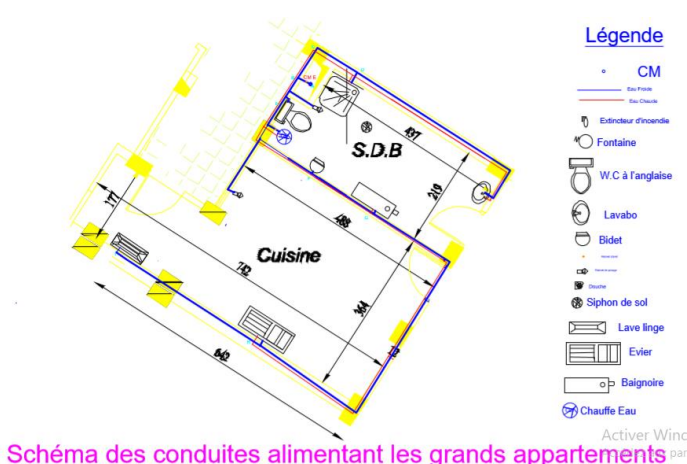 Légende
CM
Eau Froide
Eau Chaude
Extincteur d'incendie
Fontaine
W.C à l'anglaise
Lavabo
Bidet
Douche
Siphon de sol
Lave linge
Evier
Baignoire
Chauffe Eau
CM E
S.D.B
437
219
488
177
Cuisine
742
364
73
642
Activer Wind
Schéma des conduites alimentant les grands appartements